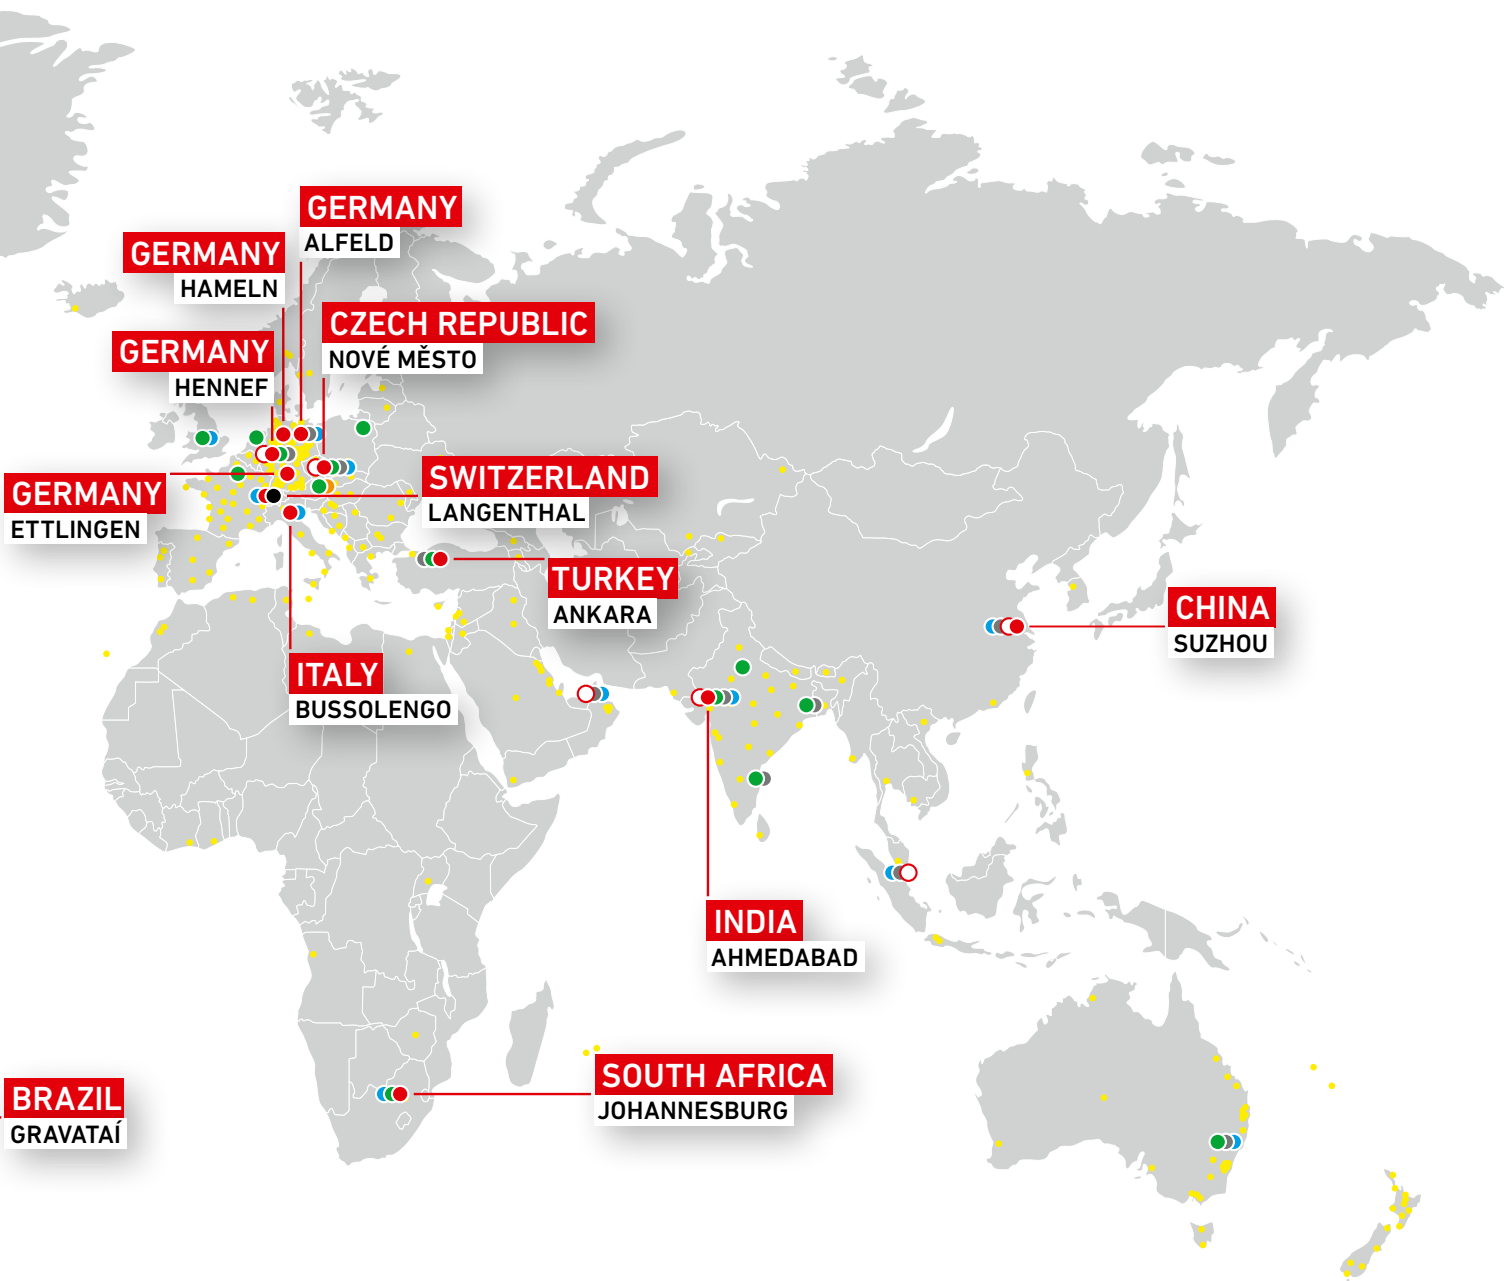 GERMANY
ALFELD
GERMANY
HAMELN
CZECH REPUBLIC
NOVÉ MĚSTO
GERMANY
HENNEF
SWITZERLAND
LANGENTHAL
GERMANY
ETTLINGEN
TURKEY
ANKARA
CHINA
SUZHOU
ITALY
BUSSOLENGO
INDIA
AHMEDABAD
SOUTH AFRICA
JOHANNESBURG
BRAZIL
GRAVATAÍ